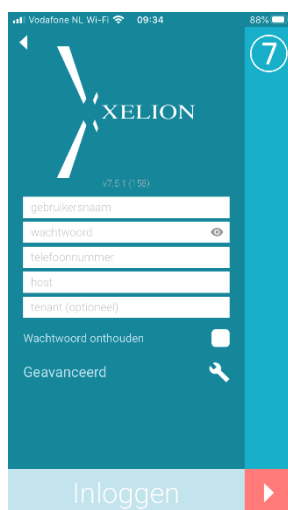 Vodafone NL Wi-Fi 09:34 88%
7
XELION
v7.5.1 (158)
gebruikersnaam
wachtwoord
telefoonnummer
host
tenant (optioneel)
Wachtwoord onthouden
Geavanceerd
Inloggen